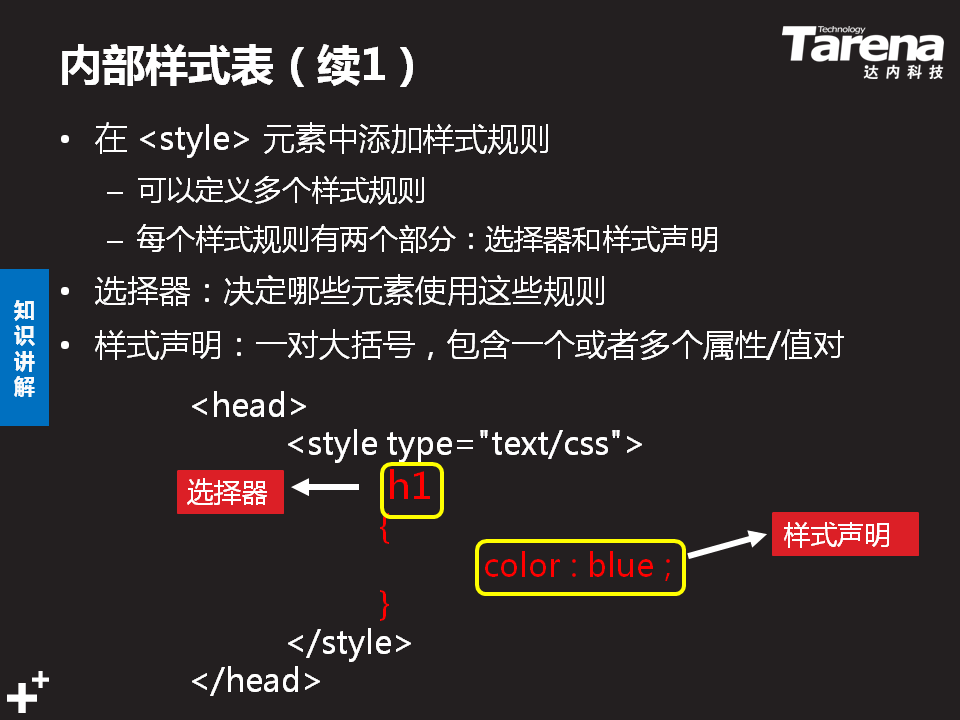 内部样式表（续1）
Technology
Tarena
达内科技
• 在 <style> 元素中添加样式规则
– 可以定义多个样式规则
– 每个样式规则有两个部分：选择器和样式声明
• 选择器：决定哪些元素使用这些规则
• 样式声明：一对大括号，包含一个或者多个属性/值对
知
识
讲
解
<head>
<style type="text/css">
选择器
h1
{
样式声明
color : blue ;
}
</style>
</head>